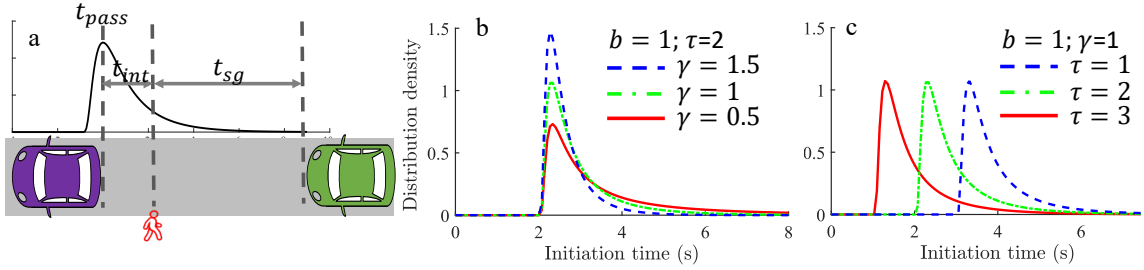 a
t_pass
t_int
t_sg
b
Distribution density
1.5
1
0.5
0
b = 1; τ=2
γ = 1.5
γ = 1
γ = 0.5
0 2 4 6 8
Initiation time (s)
c
1.5
1
0.5
0
b = 1; γ=1
τ = 1
τ = 2
τ = 3
0 2 4 6
Initiation time (s)